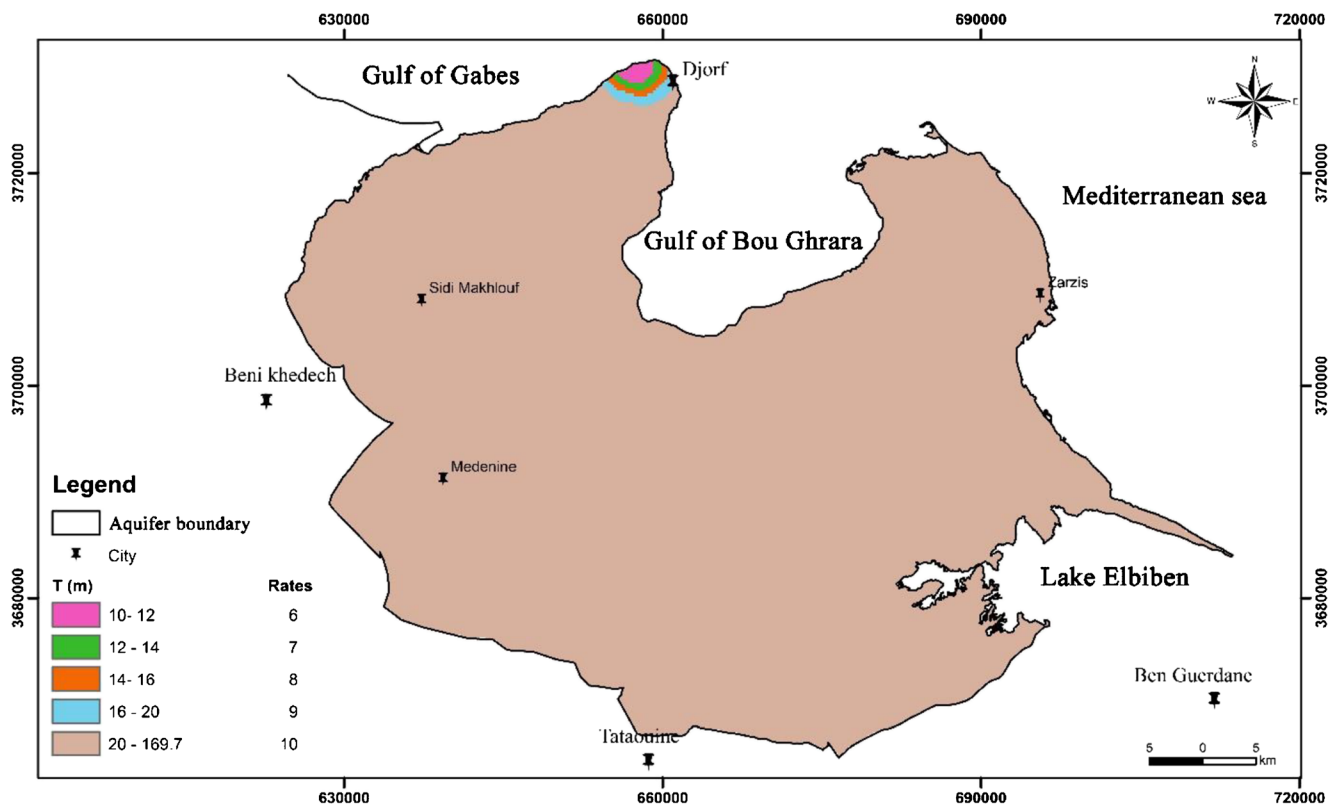 630000 660000 690000 720000
Gulf of Gabes
Djorf
N
W E
S
3720000 3720000
Mediterranean sea
Gulf of Bou Ghrara
Sidi Makhlouf
Zarzis
Beni khedech
3700000 3700000
Medenine
Legend
Aquifer boundary
City
T (m) Rates
10- 12 6
12 - 14 7
14- 16 8
16 - 20 9
20 - 169.7 10
Lake Elbiben
3680000 3680000
Ben Guerdane
Tataouine
5 0 5
km
630000 660000 690000 720000